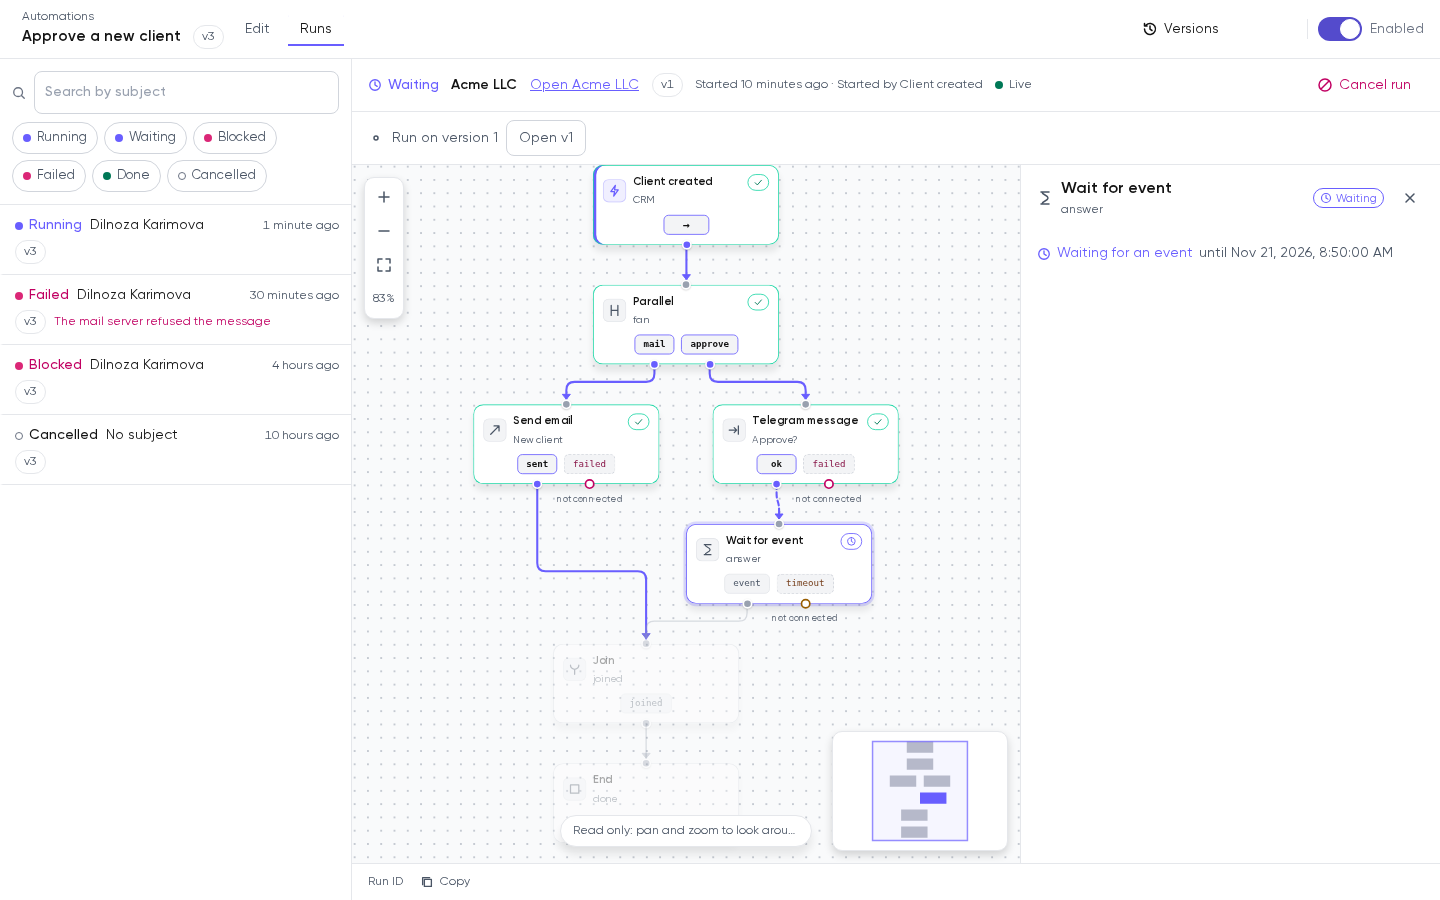 Automations
Approve a new client v3 Edit Runs
Versions Enabled
Search by subject
Running Waiting Blocked
Failed Done Cancelled
Running Dilnoza Karimova 1 minute ago
v3
Failed Dilnoza Karimova 30 minutes ago
v3 The mail server refused the message
Blocked Dilnoza Karimova 4 hours ago
v3
Cancelled No subject 10 hours ago
v3
Waiting Acme LLC Open Acme LLC v1 Started 10 minutes ago · Started by Client created Live Cancel run
Run on version 1 Open v1
83%
Client created
CRM
→
Parallel
fan
mail approve
Send email
New client
sent failed
not connected
Telegram message
Approve?
ok failed
not connected
Wait for event
answer
event timeout
not connected
Join
joined
joined
End
done
Read only: pan and zoom to look arou...
Wait for event
answer
Waiting
Waiting for an event until Nov 21, 2026, 8:50:00 AM
Run ID Copy